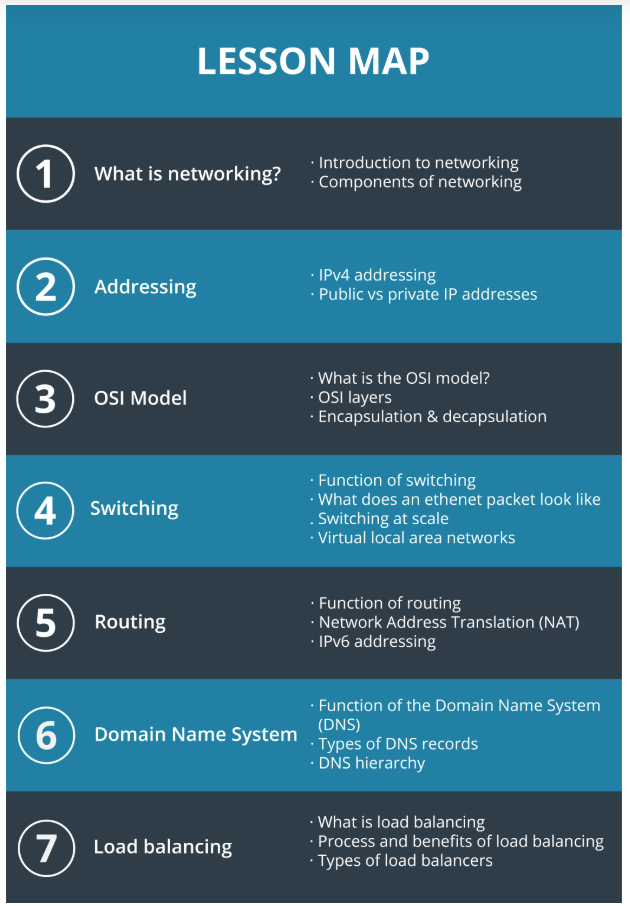 LESSON MAP
1
What is networking?
· Introduction to networking
· Components of networking
2
Addressing
· IPv4 addressing
· Public vs private IP addresses
3
OSI Model
· What is the OSI model?
· OSI layers
· Encapsulation & decapsulation
4
Switching
· Function of switching
· What does an ethenet packet look like
. Switching at scale
· Virtual local area networks
5
Routing
· Function of routing
· Network Address Translation (NAT)
· IPv6 addressing
6
Domain Name System
· Function of the Domain Name System
(DNS)
· Types of DNS records
· DNS hierarchy
7
Load balancing
· What is load balancing
· Process and benefits of load balancing
· Types of load balancers